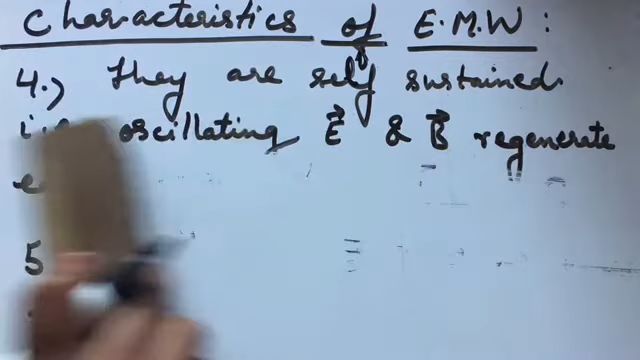 Characteristics of E.M.W:
4.) They are self sustained.
oscillating E⃗ & B⃗ regenerate
5